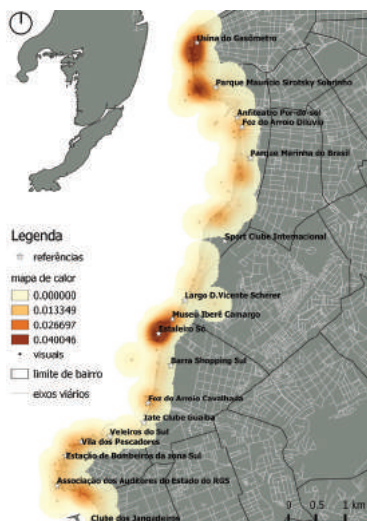 Usina do Gasômetro
Parque Maurício Sirotsky Sobrinho
Anfiteatro Por-do-sol
Foz do Arroio Dilúvio
Parque Marinha do Brasil
Sport Clube Internacional
Legenda
referências
mapa de calor
0.000000
0.013349
0.026697
0.040046
visuais
limite de bairro
eixos viários
Largo D.Vicente Scherer
Museu Iberê Camargo
Estaleiro Só
Barra Shopping Sul
Foz do Arroio Cavalhada
Iate Clube Guaíba
Veleiros do Sul
Vila dos Pescadores
Estação de Bombeiros da zona Sul
Associação dos Auditores do Estado do RGS
Clube dos Jangadeiros
0 0.5 1 km